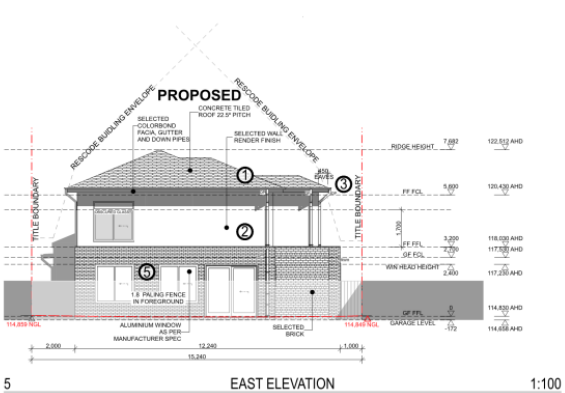 RESCODE BUIDLING ENVELOPE
RESCODE BUIDLING ENVELOPE
PROPOSED
CONCRETE TILED
ROOF 22.5° PITCH
SELECTED
COLORBOND
FACIA, GUTTER
AND DOWN PIPES
SELECTED WALL
RENDER FINISH
RIDGE HEIGHT
7,682
122,512 AHD
450
EAVES
1
3
FF FCL
5,600
120,430 AHD
TITLE BOUNDARY
TITLE BOUNDARY
1,700
2
FF FFL
3,200
118,030 AHD
GF FCL
2,700
117,530 AHD
WIN HEAD HEIGHT
2,400
117,230 AHD
5
1.8 PALING FENCE
IN FOREGROUND
GF FFL
0
114,830 AHD
GARAGE LEVEL
-172
114,658 AHD
114,859 NGL
ALUMINIUM WINDOW
AS PER
MANUFACTURER SPEC
SELECTED
BRICK
2,000
12,240
1,000
15,240
5
EAST ELEVATION
1:100